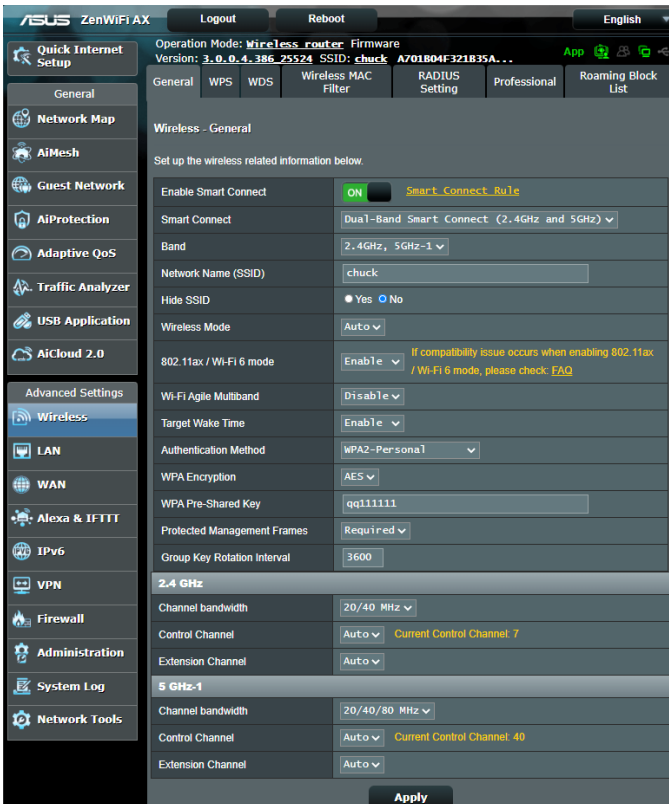 ASUS ZenWiFi AX Logout Reboot English
Quick Internet Setup
General
Network Map
AiMesh
Guest Network
AiProtection
Adaptive QoS
Traffic Analyzer
USB Application
AiCloud 2.0
Advanced Settings
Wireless
LAN
WAN
Alexa & IFTTT
IPv6
VPN
Firewall
Administration
System Log
Network Tools
Operation Mode: Wireless router Firmware
Version: 3.0.0.4.386_25524 SSID: chuck A701B04F321B35A...
App
General WPS WDS Wireless MAC Filter RADIUS Setting Professional Roaming Block List
Wireless - General
Set up the wireless related information below.
Enable Smart Connect ON Smart Connect Rule
Smart Connect Dual-Band Smart Connect (2.4GHz and 5GHz)
Band 2.4GHz, 5GHz-1
Network Name (SSID) chuck
Hide SSID Yes No
Wireless Mode Auto
802.11ax / Wi-Fi 6 mode Enable If compatibility issue occurs when enabling 802.11ax
/ Wi-Fi 6 mode, please check: FAQ
Wi-Fi Agile Multiband Disable
Target Wake Time Enable
Authentication Method WPA2-Personal
WPA Encryption AES
WPA Pre-Shared Key qq111111
Protected Management Frames Required
Group Key Rotation Interval 3600
2.4 GHz
Channel bandwidth 20/40 MHz
Control Channel Auto Current Control Channel: 7
Extension Channel Auto
5 GHz-1
Channel bandwidth 20/40/80 MHz
Control Channel Auto Current Control Channel: 40
Extension Channel Auto
Apply